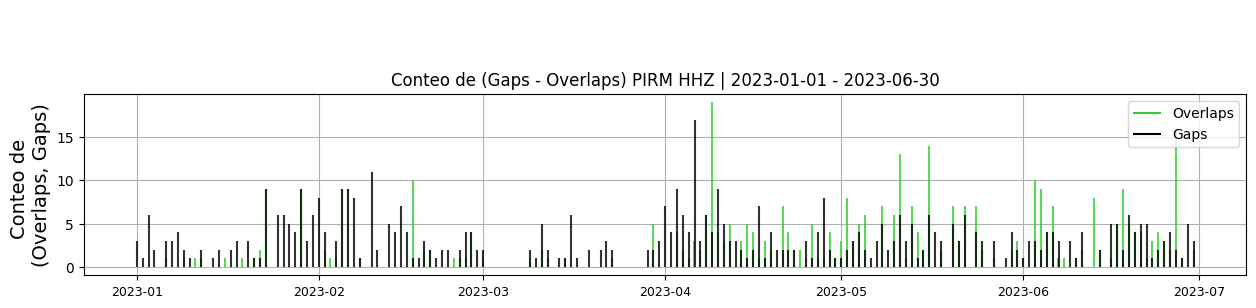 Conteo de (Gaps - Overlaps) PIRM HHZ | 2023-01-01 - 2023-06-30
Conteo de
(Overlaps, Gaps)
15
10
5
0
Overlaps
Gaps
2023-01
2023-02
2023-03
2023-04
2023-05
2023-06
2023-07